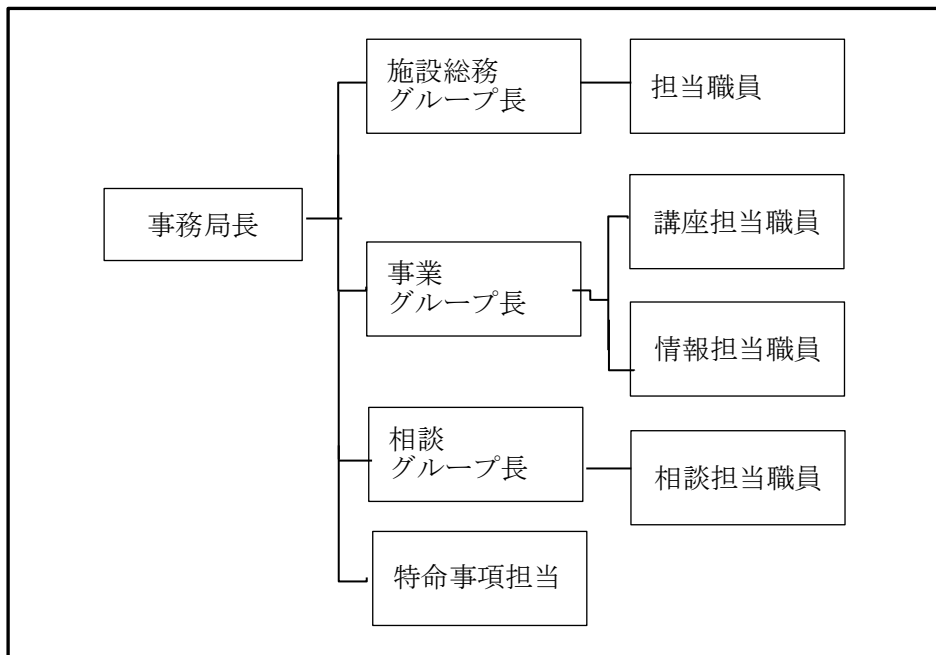 施設総務
グループ長
担当職員
事務局長
講座担当職員
事業
グループ長
情報担当職員
相談
グループ長
相談担当職員
特命事項担当